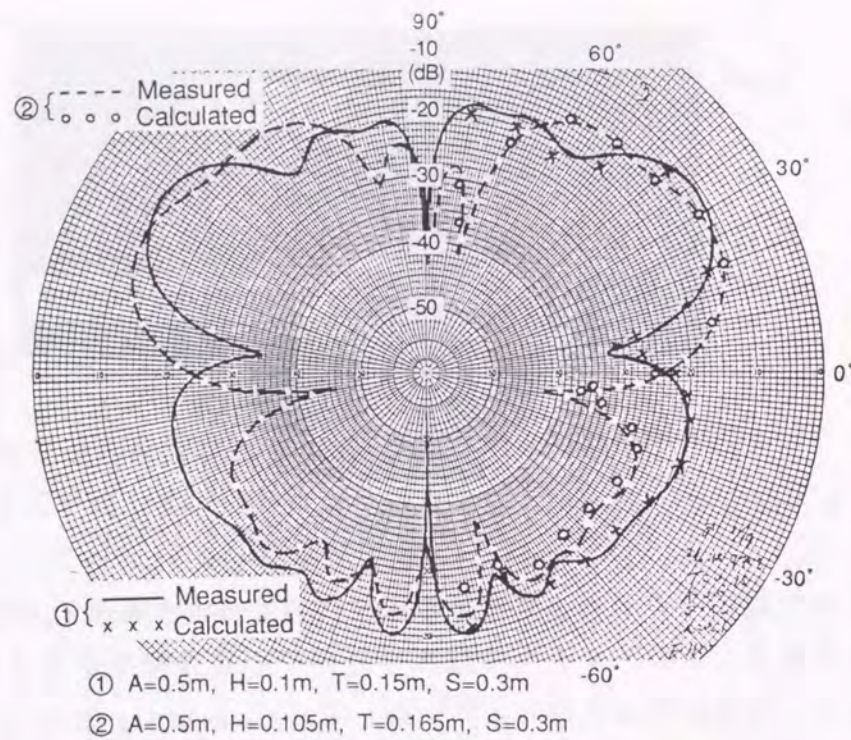 90°
-10
(dB)
60°
② { - - - - Measured
o o o o Calculated
-20
30°
-30
-40
-50
0°
-30°
① { —— Measured
x x x Calculated
-60°
① A=0.5m, H=0.1m, T=0.15m, S=0.3m
② A=0.5m, H=0.105m, T=0.165m, S=0.3m